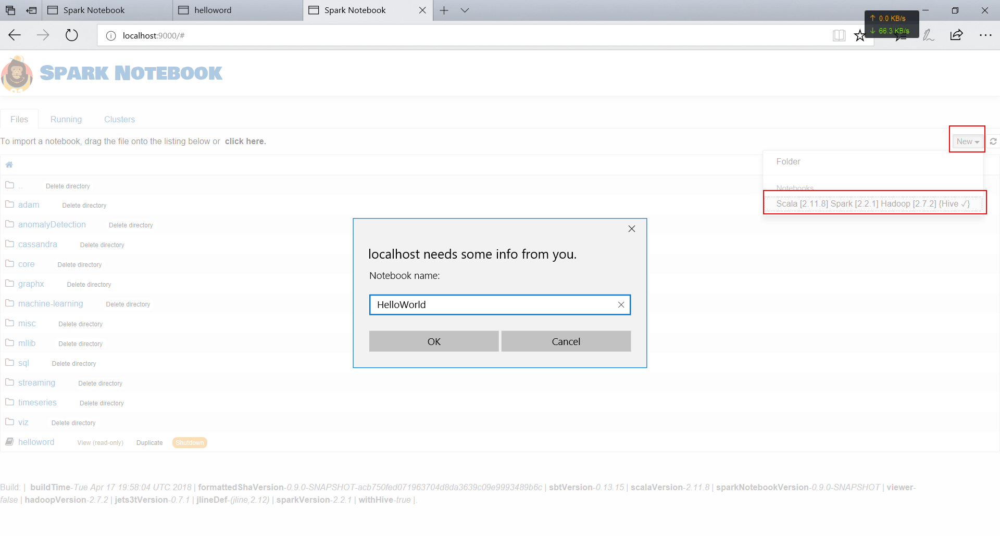 Spark Notebook
helloword
Spark Notebook
0.0 KB/s
66.3 KB/s
localhost:9000/#
SPARK NOTEBOOK
Files Running Clusters
To import a notebook, drag the file onto the listing below or click here.
New
Folder
Notebooks
Scala [2.11.8] Spark [2.2.1] Hadoop [2.7.2] {Hive ✓}
.. Delete directory
adam Delete directory
anomalyDetection Delete directory
cassandra Delete directory
core Delete directory
graphx Delete directory
machine-learning Delete directory
misc Delete directory
mllib Delete directory
sql Delete directory
streaming Delete directory
timeseries Delete directory
viz Delete directory
helloword View (read-only) Duplicate Shutdown
localhost needs some info from you.
Notebook name:
HelloWorld
OK Cancel
Build: | buildTime-Tue Apr 17 19:58:04 UTC 2018 | formattedShaVersion-0.9.0-SNAPSHOT-acb750fed071963704d8da3639c09e9993489b6c | sbtVersion-0.13.15 | scalaVersion-2.11.8 | sparkNotebookVersion-0.9.0-SNAPSHOT | viewer-
false | hadoopVersion-2.7.2 | jets3tVersion-0.7.1 | jlineDef-(jline,2.12) | sparkVersion-2.2.1 | withHive-true |.